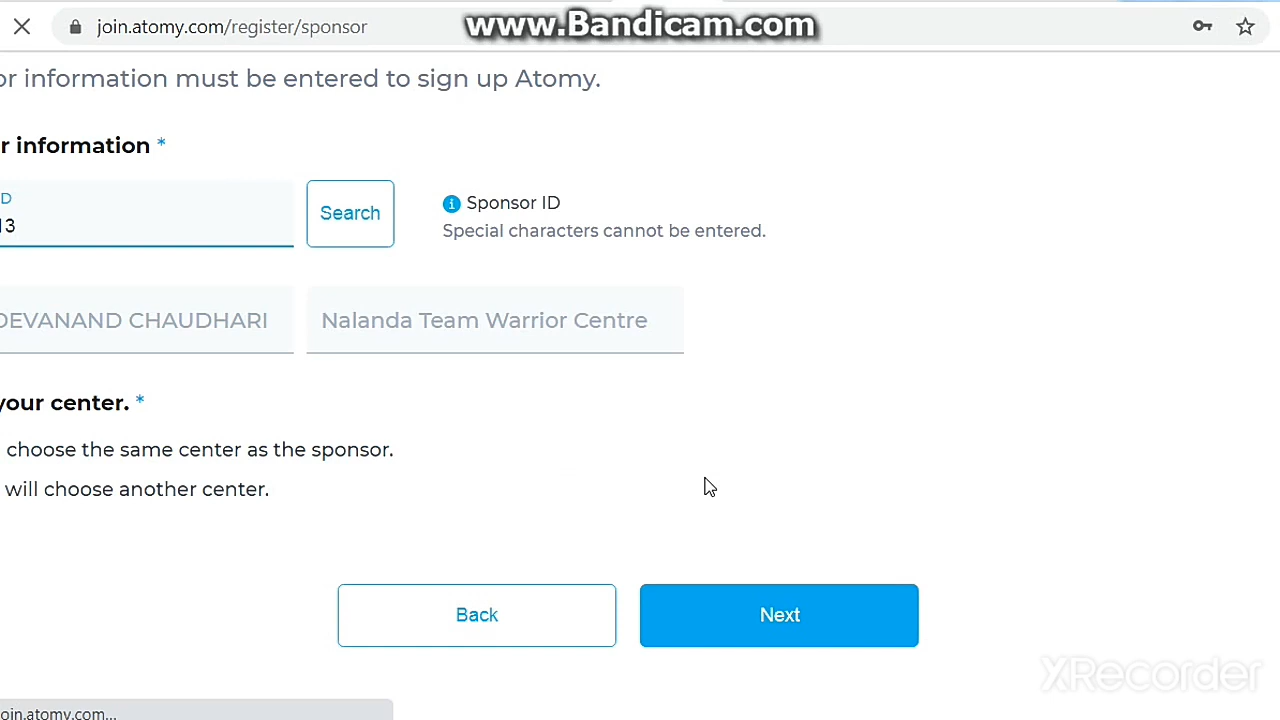 join.atomy.com/register/sponsor
www.Bandicam.com
or information must be entered to sign up Atomy.
r information *
D
13
Search
Sponsor ID
Special characters cannot be entered.
DEVANAND CHAUDHARI
Nalanda Team Warrior Centre
your center. *
choose the same center as the sponsor.
will choose another center.
Back
Next
XRecorder
join.atomy.com...